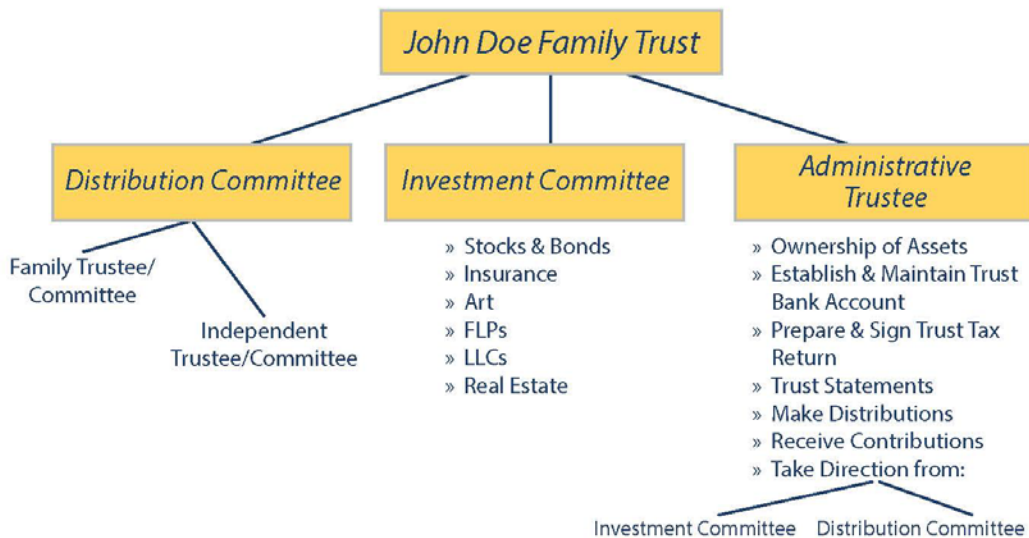 John Doe Family Trust
Distribution Committee
Family Trustee/
Committee
Independent
Trustee/Committee
Investment Committee
» Stocks & Bonds
» Insurance
» Art
» FLPs
» LLCs
» Real Estate
Administrative
Trustee
» Ownership of Assets
» Establish & Maintain Trust
Bank Account
» Prepare & Sign Trust Tax
Return
» Trust Statements
» Make Distributions
» Receive Contributions
» Take Direction from:
Investment Committee
Distribution Committee